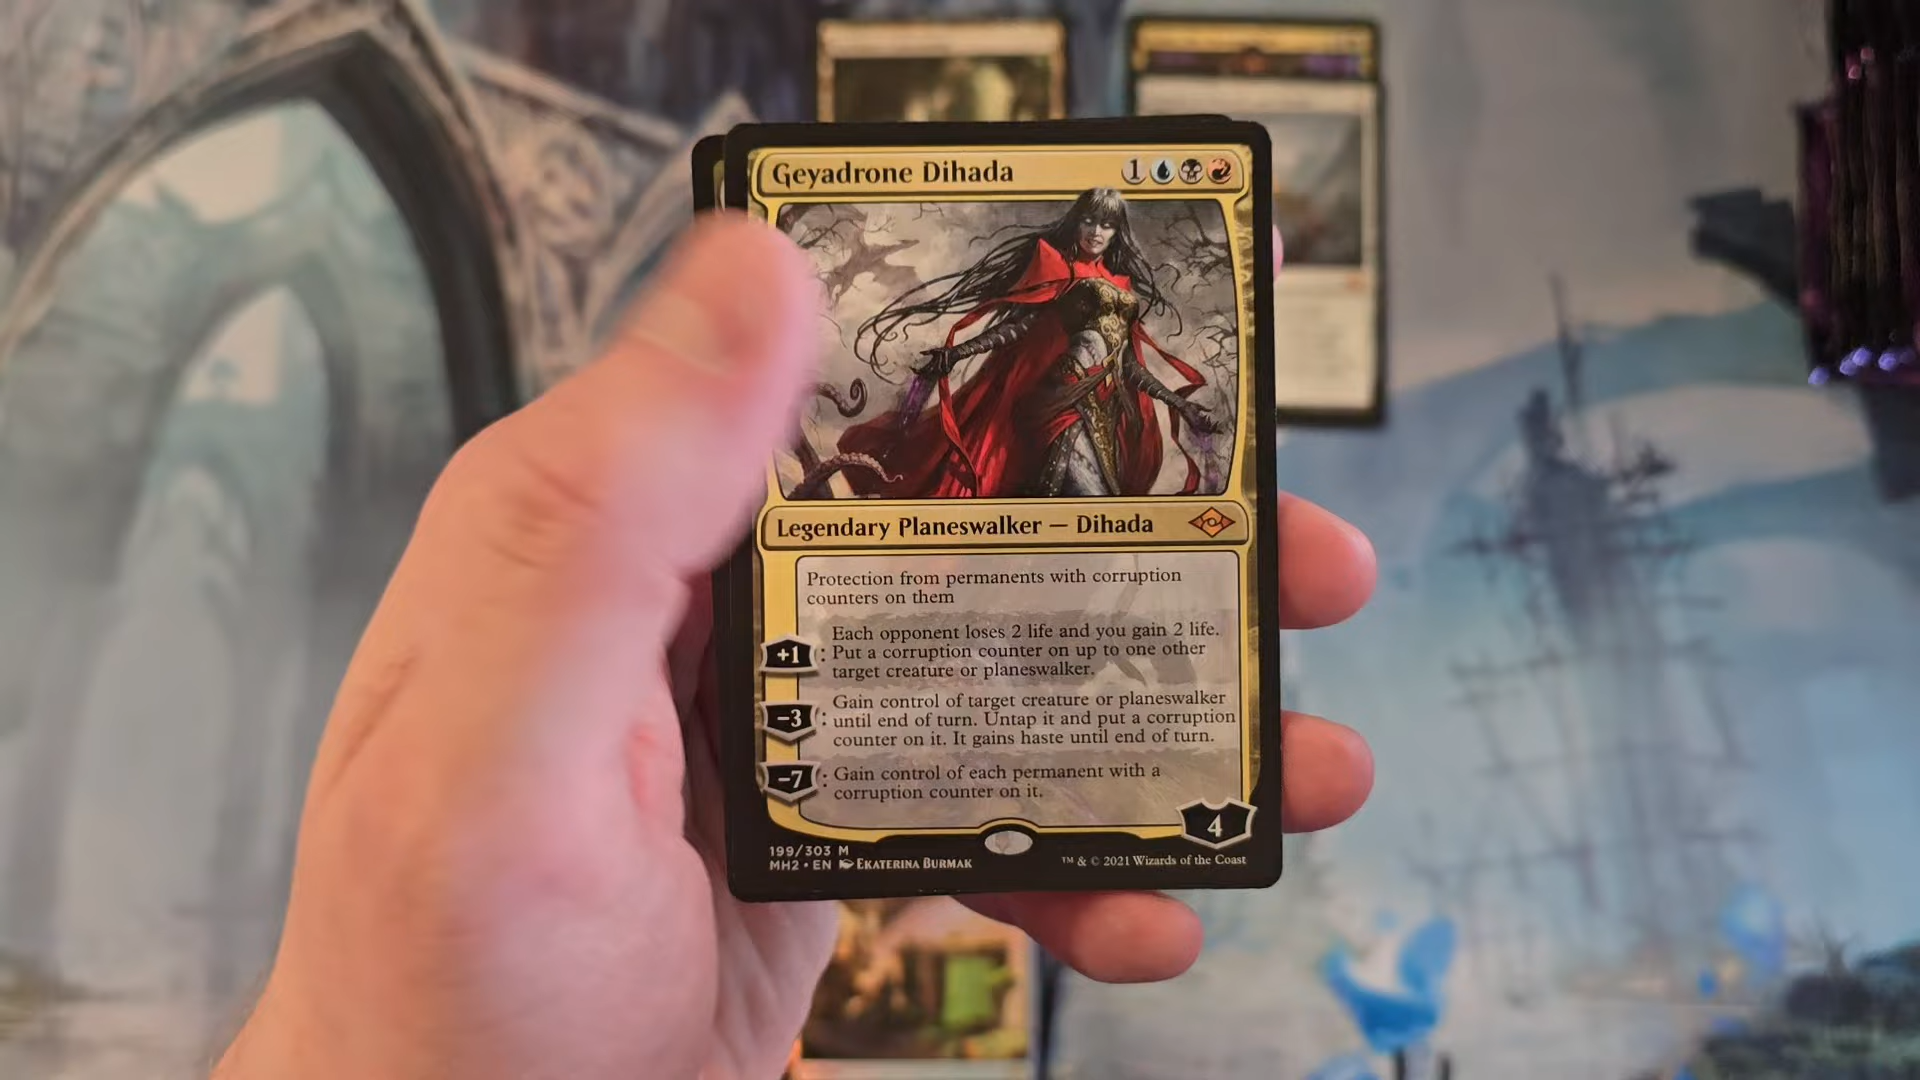 Geyadrone Dihada 1
Legendary Planeswalker — Dihada
Protection from permanents with corruption
counters on them
Each opponent loses 2 life and you gain 2 life.
+1: Put a corruption counter on up to one other
target creature or planeswalker.
Gain control of target creature or planeswalker
−3: until end of turn. Untap it and put a corruption
counter on it. It gains haste until end of turn.
−7: Gain control of each permanent with a
corruption counter on it.
4
199/303 M
MH2 • EN EKATERINA BURMAK
™ & © 2021 Wizards of the Coast